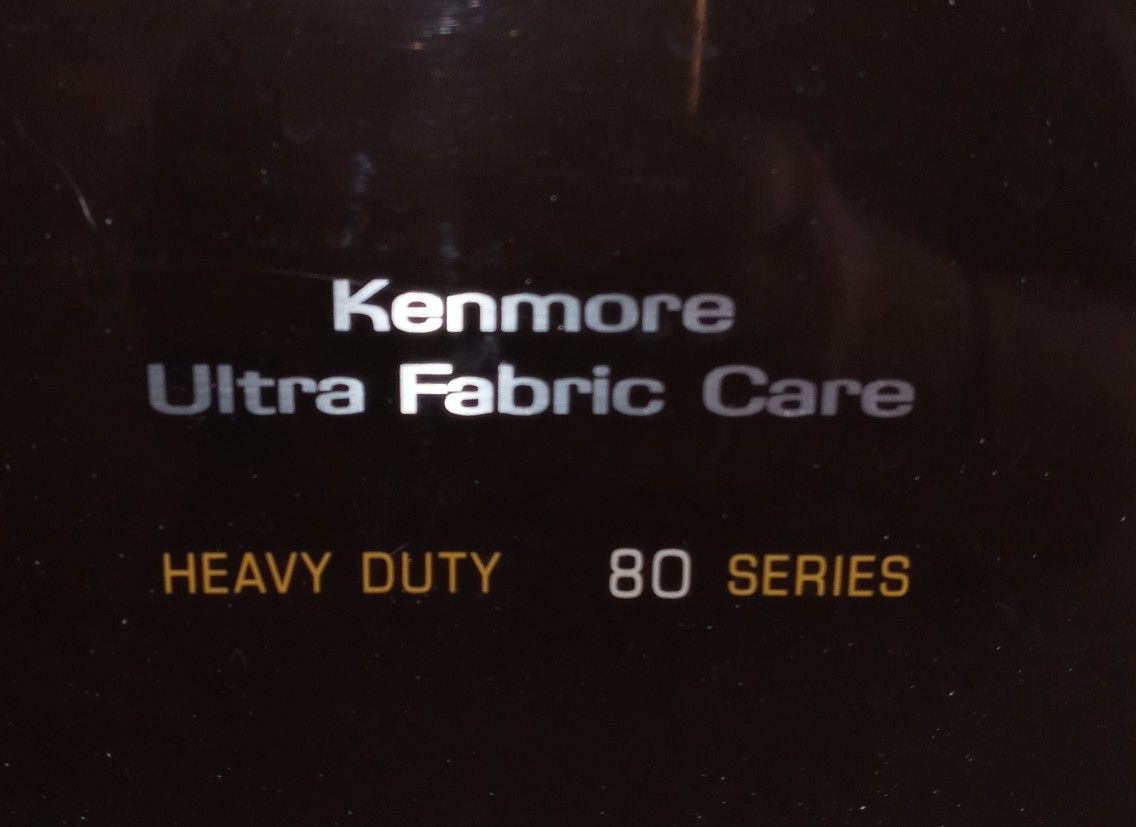 Kenmore
Ultra Fabric Care
HEAVY DUTY 80 SERIES